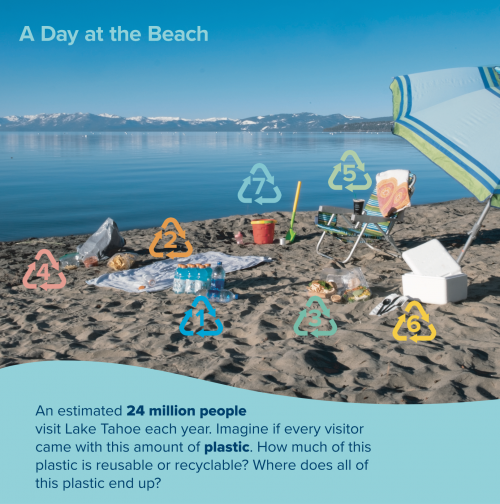 A Day at the Beach
7
5
2
4
1
3
6
An estimated 24 million people
visit Lake Tahoe each year. Imagine if every visitor
came with this amount of plastic. How much of this
plastic is reusable or recyclable? Where does all of
this plastic end up?